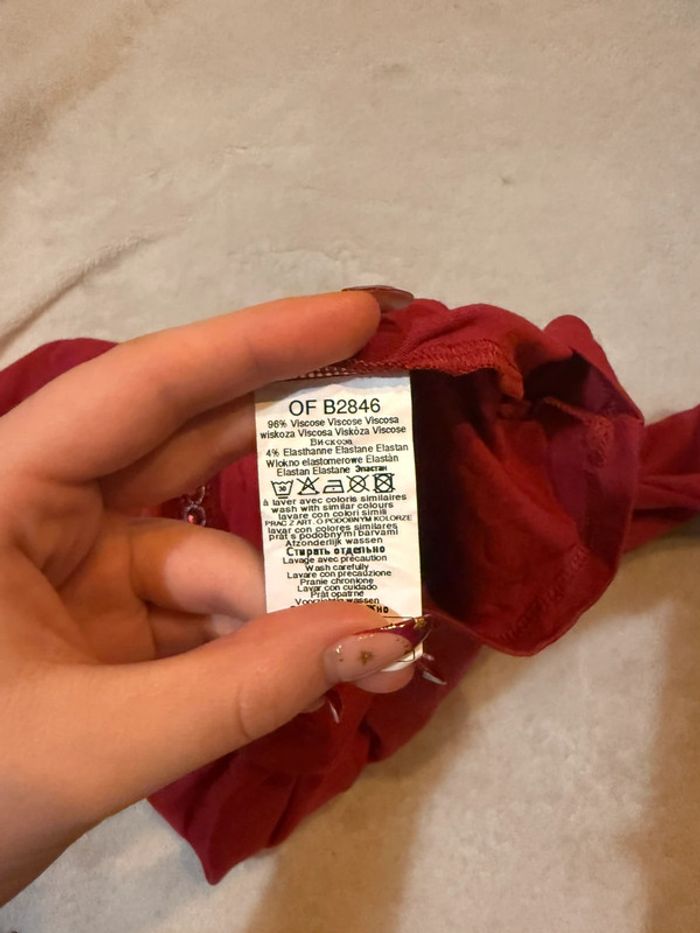 OF B2846
96% Viscose Viscose Viscosa
wiskoza Viscosa Viskóza Viscose
Вискоза
4% Elasthanne Elastane Elastan
Wlokno elastomerowe Elastán
Elastan Elastane Эластан
30
à laver avec coloris similaires
wash with similar colours
lavare con colori simili
PRAĆ Z ART. O PODOBNYM KOLORZE
lavar con colores similares
prát s podobnými barvami
Afzonderlijk wassen
Стирать отдельно
Lavage avec précaution
Wash carefully
Lavare con precauzione
Pranie chronione
Lavar con cuidado
Prát opatrně
Voorzichtig wassen